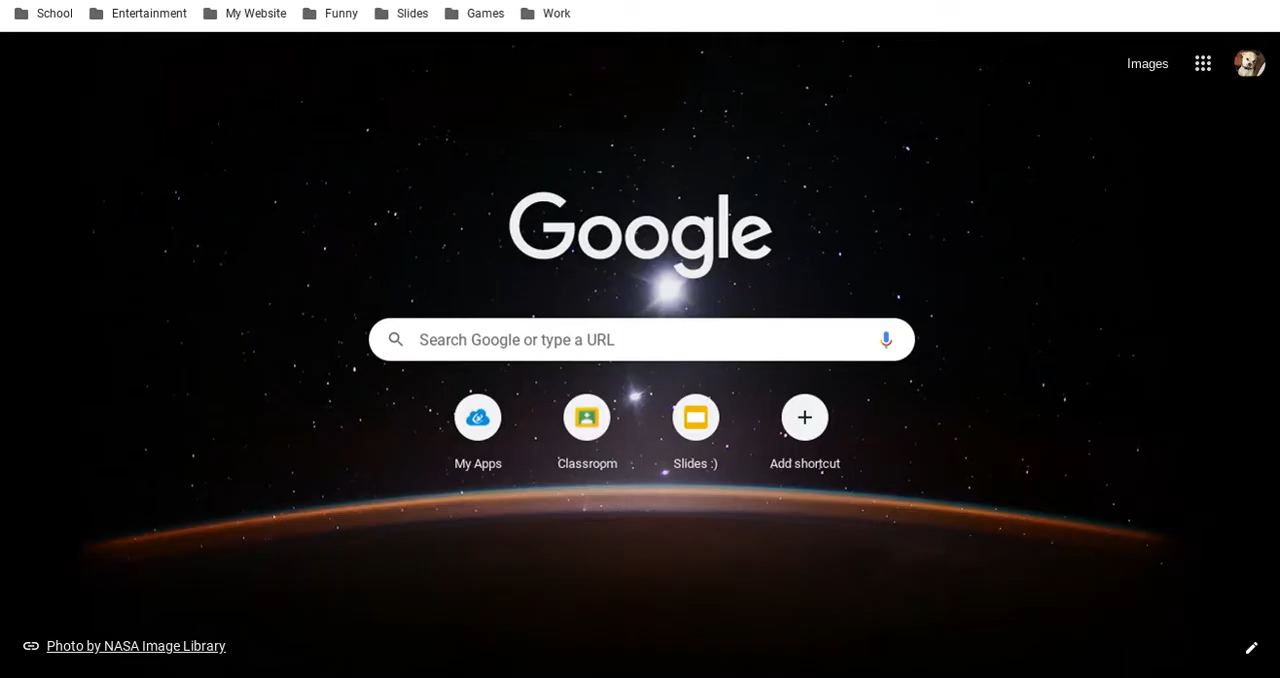 School Entertainment My Website Funny Slides Games Work
Images
Google
Search Google or type a URL
My Apps Classroom Slides :) Add shortcut
Photo by NASA Image Library